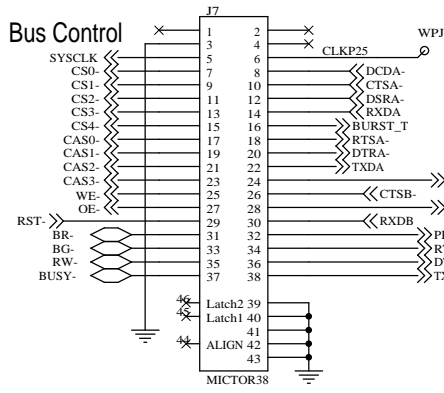 J7
Bus Control
1 2
3 4
WPJ
CLKP25
SYSCLK 5 6
CS0- 7 8 DCDA-
CS1- 9 10 CTSA-
CS2- 11 12 DSRA-
CS3- 13 14 RXDA
CS4- 15 16 BURST_T
CAS0- 17 18 RTSA-
CAS1- 19 20 DTRA-
CAS2- 21 22 TXDA
CAS3- 23 24
WE- 25 26 CTSB-
OE- 27 28
RST- 29 30 RXDB
BR- 31 32
BG- 33 34
RW- 35 36
BUSY- 37 38
46 Latch2 39
45 Latch1 40
41
44 ALIGN 42
43
MICTOR38